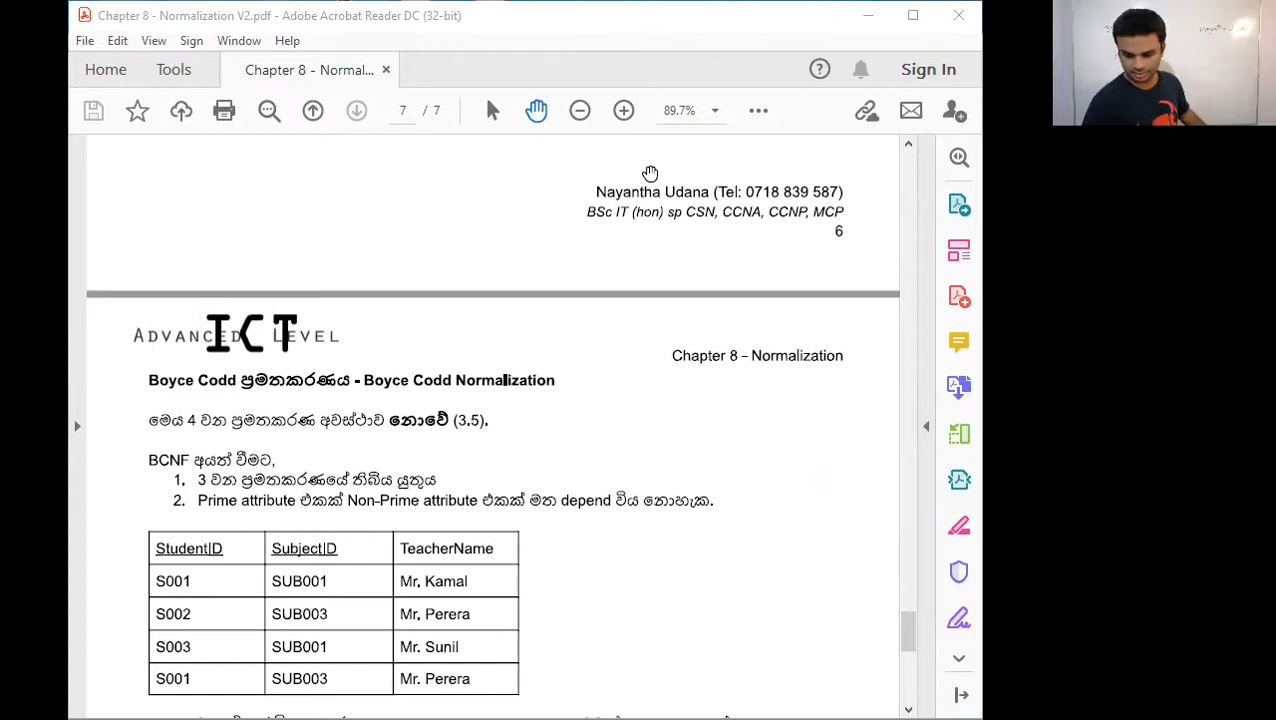 Chapter 8 - Normalization V2.pdf - Adobe Acrobat Reader DC (32-bit)
File Edit View Sign Window Help
Home Tools Chapter 8 - Normal... × Sign In
7 / 7 89.7%
Nayantha Udana (Tel: 0718 839 587)
BSc IT (hon) sp CSN, CCNA, CCNP, MCP
6
ADVANCED ICT LEVEL
Chapter 8 – Normalization
Boyce Codd ප්‍රමතකරණය - Boyce Codd Normalization
මෙය 4 වන ප්‍රමතකරණ අවස්ථාව නොවේ (3.5).
BCNF අයත් වීමට,
1. 3 වන ප්‍රමතකරණයේ තිබිය යුතුය
2. Prime attribute එකක් Non-Prime attribute එකක් මත depend විය නොහැක.
StudentID SubjectID TeacherName
S001 SUB001 Mr. Kamal
S002 SUB003 Mr. Perera
S003 SUB001 Mr. Sunil
S001 SUB003 Mr. Perera